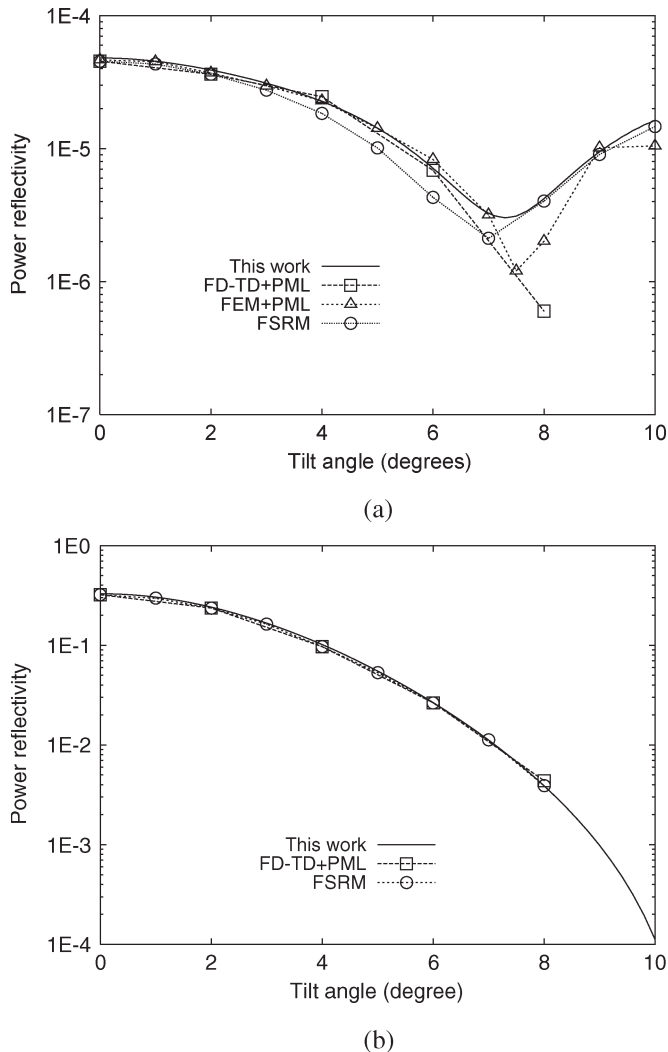 1E-4
1E-5
1E-6
1E-7
Power reflectivity
This work
FD-TD+PML
FEM+PML
FSRM
0 2 4 6 8 10
Tilt angle (degrees)
(a)
1E0
1E-1
1E-2
1E-3
1E-4
Power reflectivity
This work
FD-TD+PML
FSRM
0 2 4 6 8 10
Tilt angle (degree)
(b)